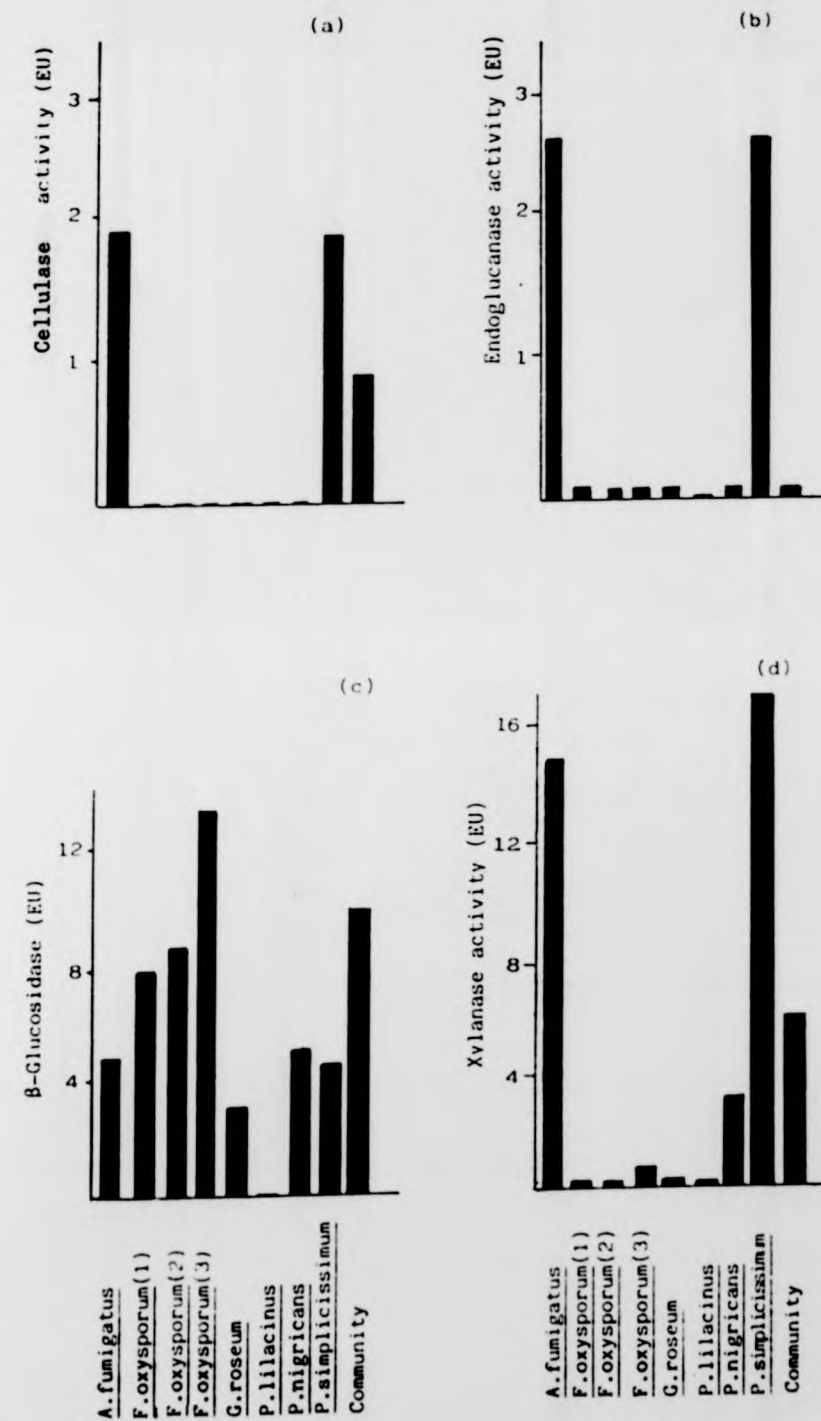 (a)
Cellulase activity (EU)
3
2
1
(b)
Endoglucanase activity (EU)
3
2
1
(c)
β-Glucosidase (EU)
12
8
4
A.fumigatus
F.oxysporum(1)
F.oxysporum(2)
F.oxysporum(3)
G.roseum
P.lilacinus
P.nigricans
P.simplicissimum
Community
(d)
Xylanase activity (EU)
16
12
8
4
A.fumigatus
F.oxysporum(1)
F.oxysporum(2)
F.oxysporum(3)
G.roseum
P.lilacinus
P.nigricans
P.simplicissimm
Community